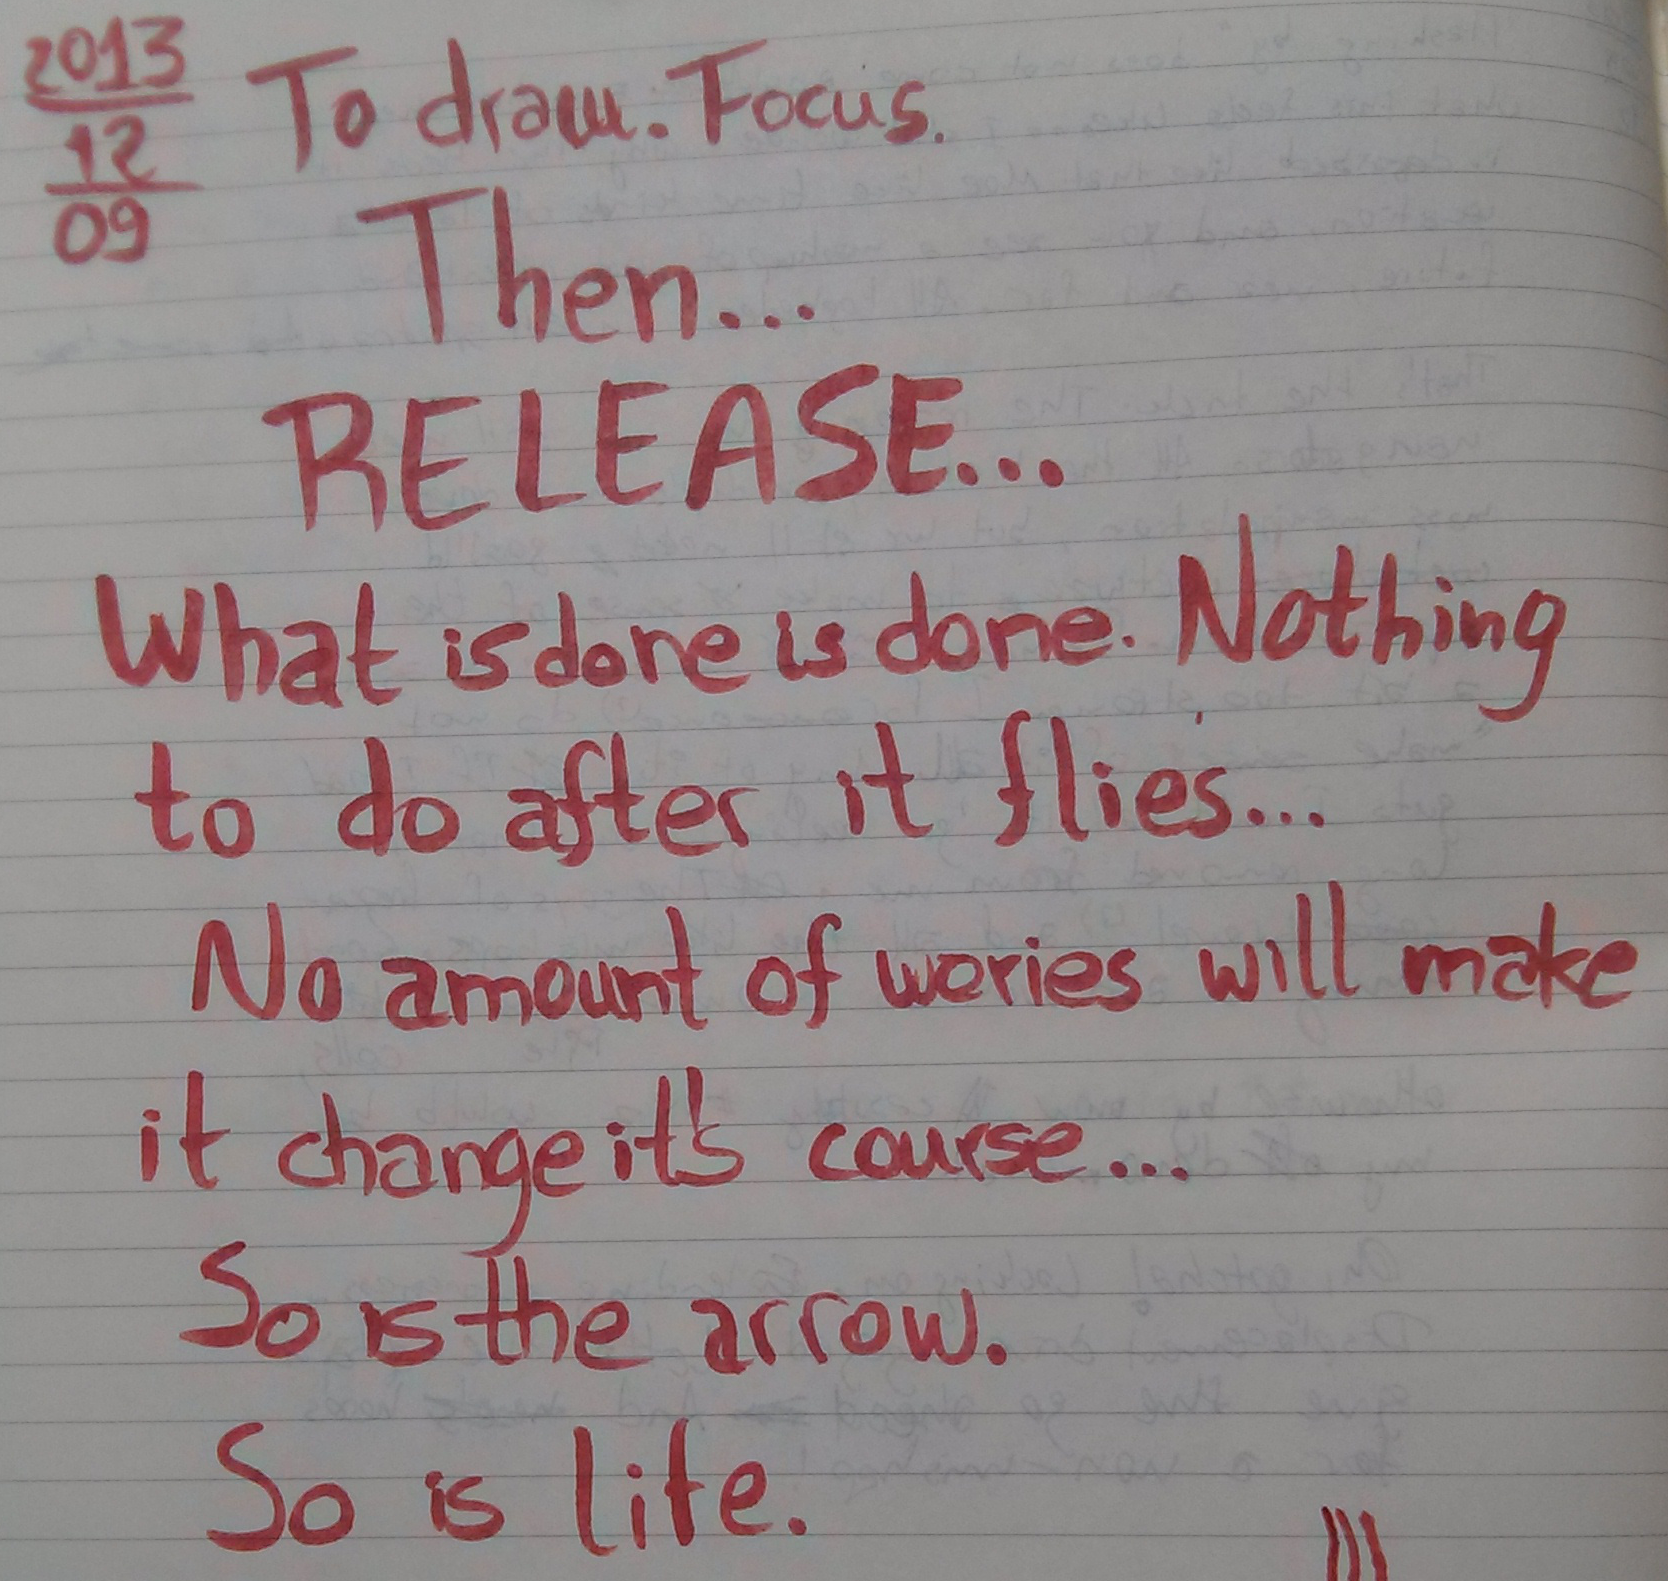 2013
12
09
To draw. Focus.
Then...
RELEASE...
What is done is done. Nothing
to do after it flies...
No amount of wories will make
it change it's course...
So is the arrow.
So is life.